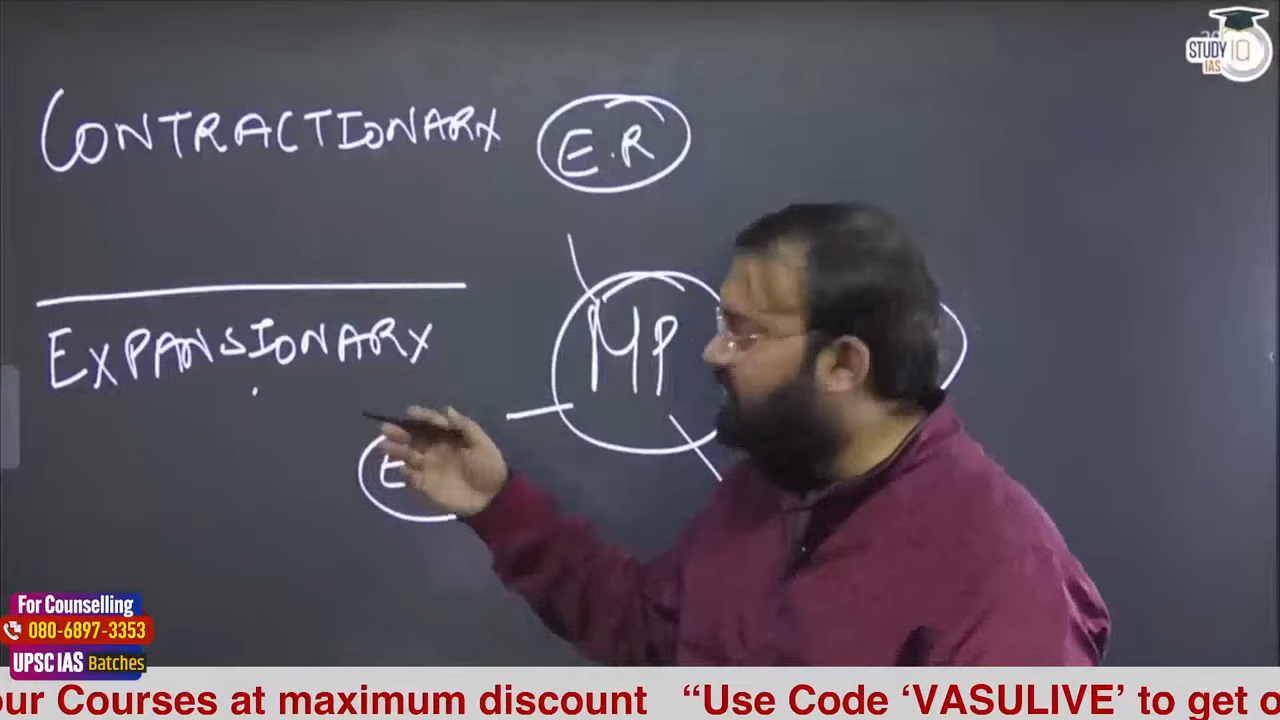 STUDY IQ
IAS
CONTRACTIONARY
E.R
EXPANSIONARY
MP
E
For Counselling
080-6897-3353
UPSC IAS Batches
our Courses at maximum discount “Use Code ‘VASULIVE’ to get o